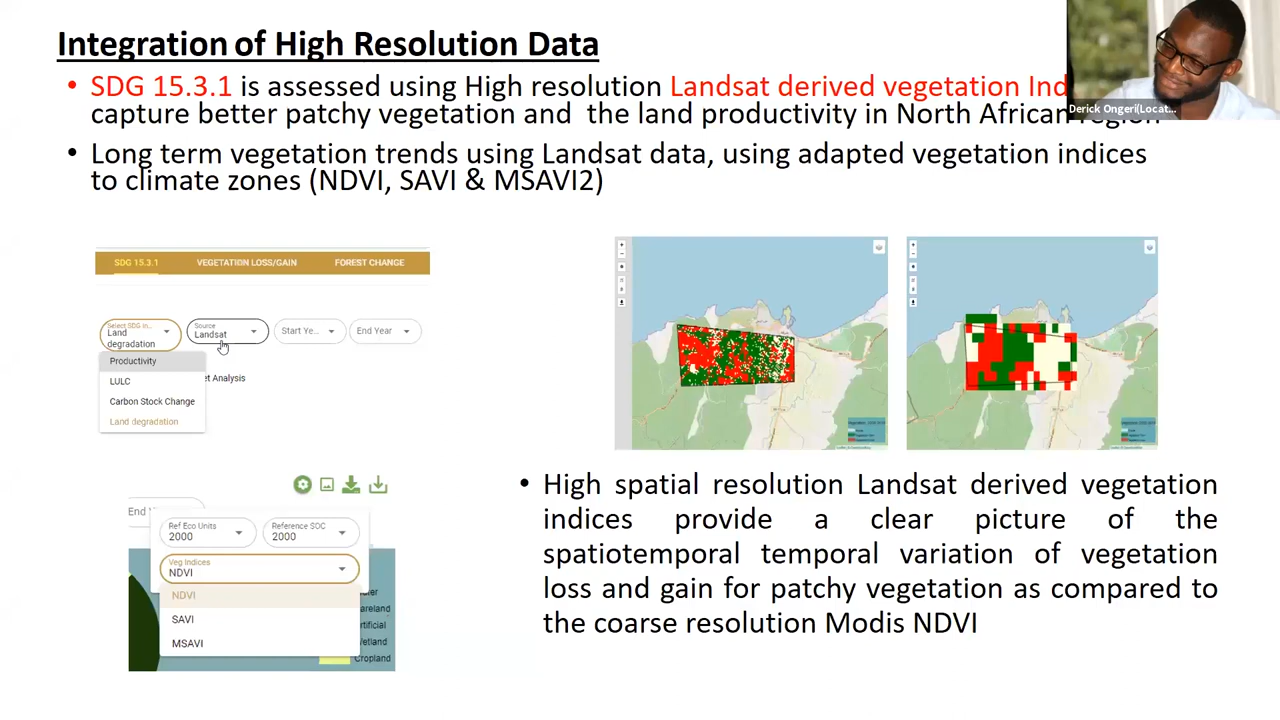 Integration of High Resolution Data
• SDG 15.3.1 is assessed using High resolution Landsat derived vegetation Ind
capture better patchy vegetation and the land productivity in North African region
Derick Ongeri(Locat...
• Long term vegetation trends using Landsat data, using adapted vegetation indices
to climate zones (NDVI, SAVI & MSAVI2)
SDG 15.3.1 VEGETATION LOSS/GAIN FOREST CHANGE
Select SDG in...
Land
degradation
Source
Landsat
Start Ye...
End Year
Productivity
LULC
et Analysis
Carbon Stock Change
Land degradation
End
Ref Eco Units
2000
Reference SOC
2000
Veg Indices
NDVI
NDVI
SAVI
MSAVI
areland
rtificial
Wetland
Cropland
• High spatial resolution Landsat derived vegetation
indices provide a clear picture of the
spatiotemporal temporal variation of vegetation
loss and gain for patchy vegetation as compared to
the coarse resolution Modis NDVI